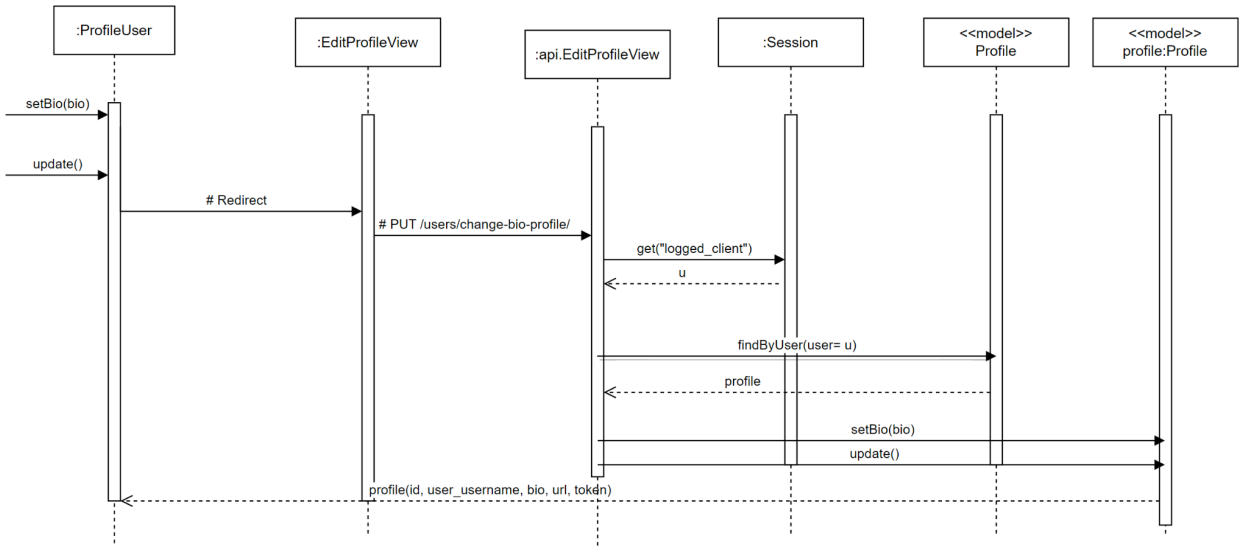 :ProfileUser
:EditProfileView
:api.EditProfileView
:Session
<<model>>
Profile
<<model>>
profile:Profile
setBio(bio)
update()
# Redirect
# PUT /users/change-bio-profile/
get("logged_client")
u
findByUser(user= u)
profile
setBio(bio)
update()
profile(id, user_username, bio, url, token)